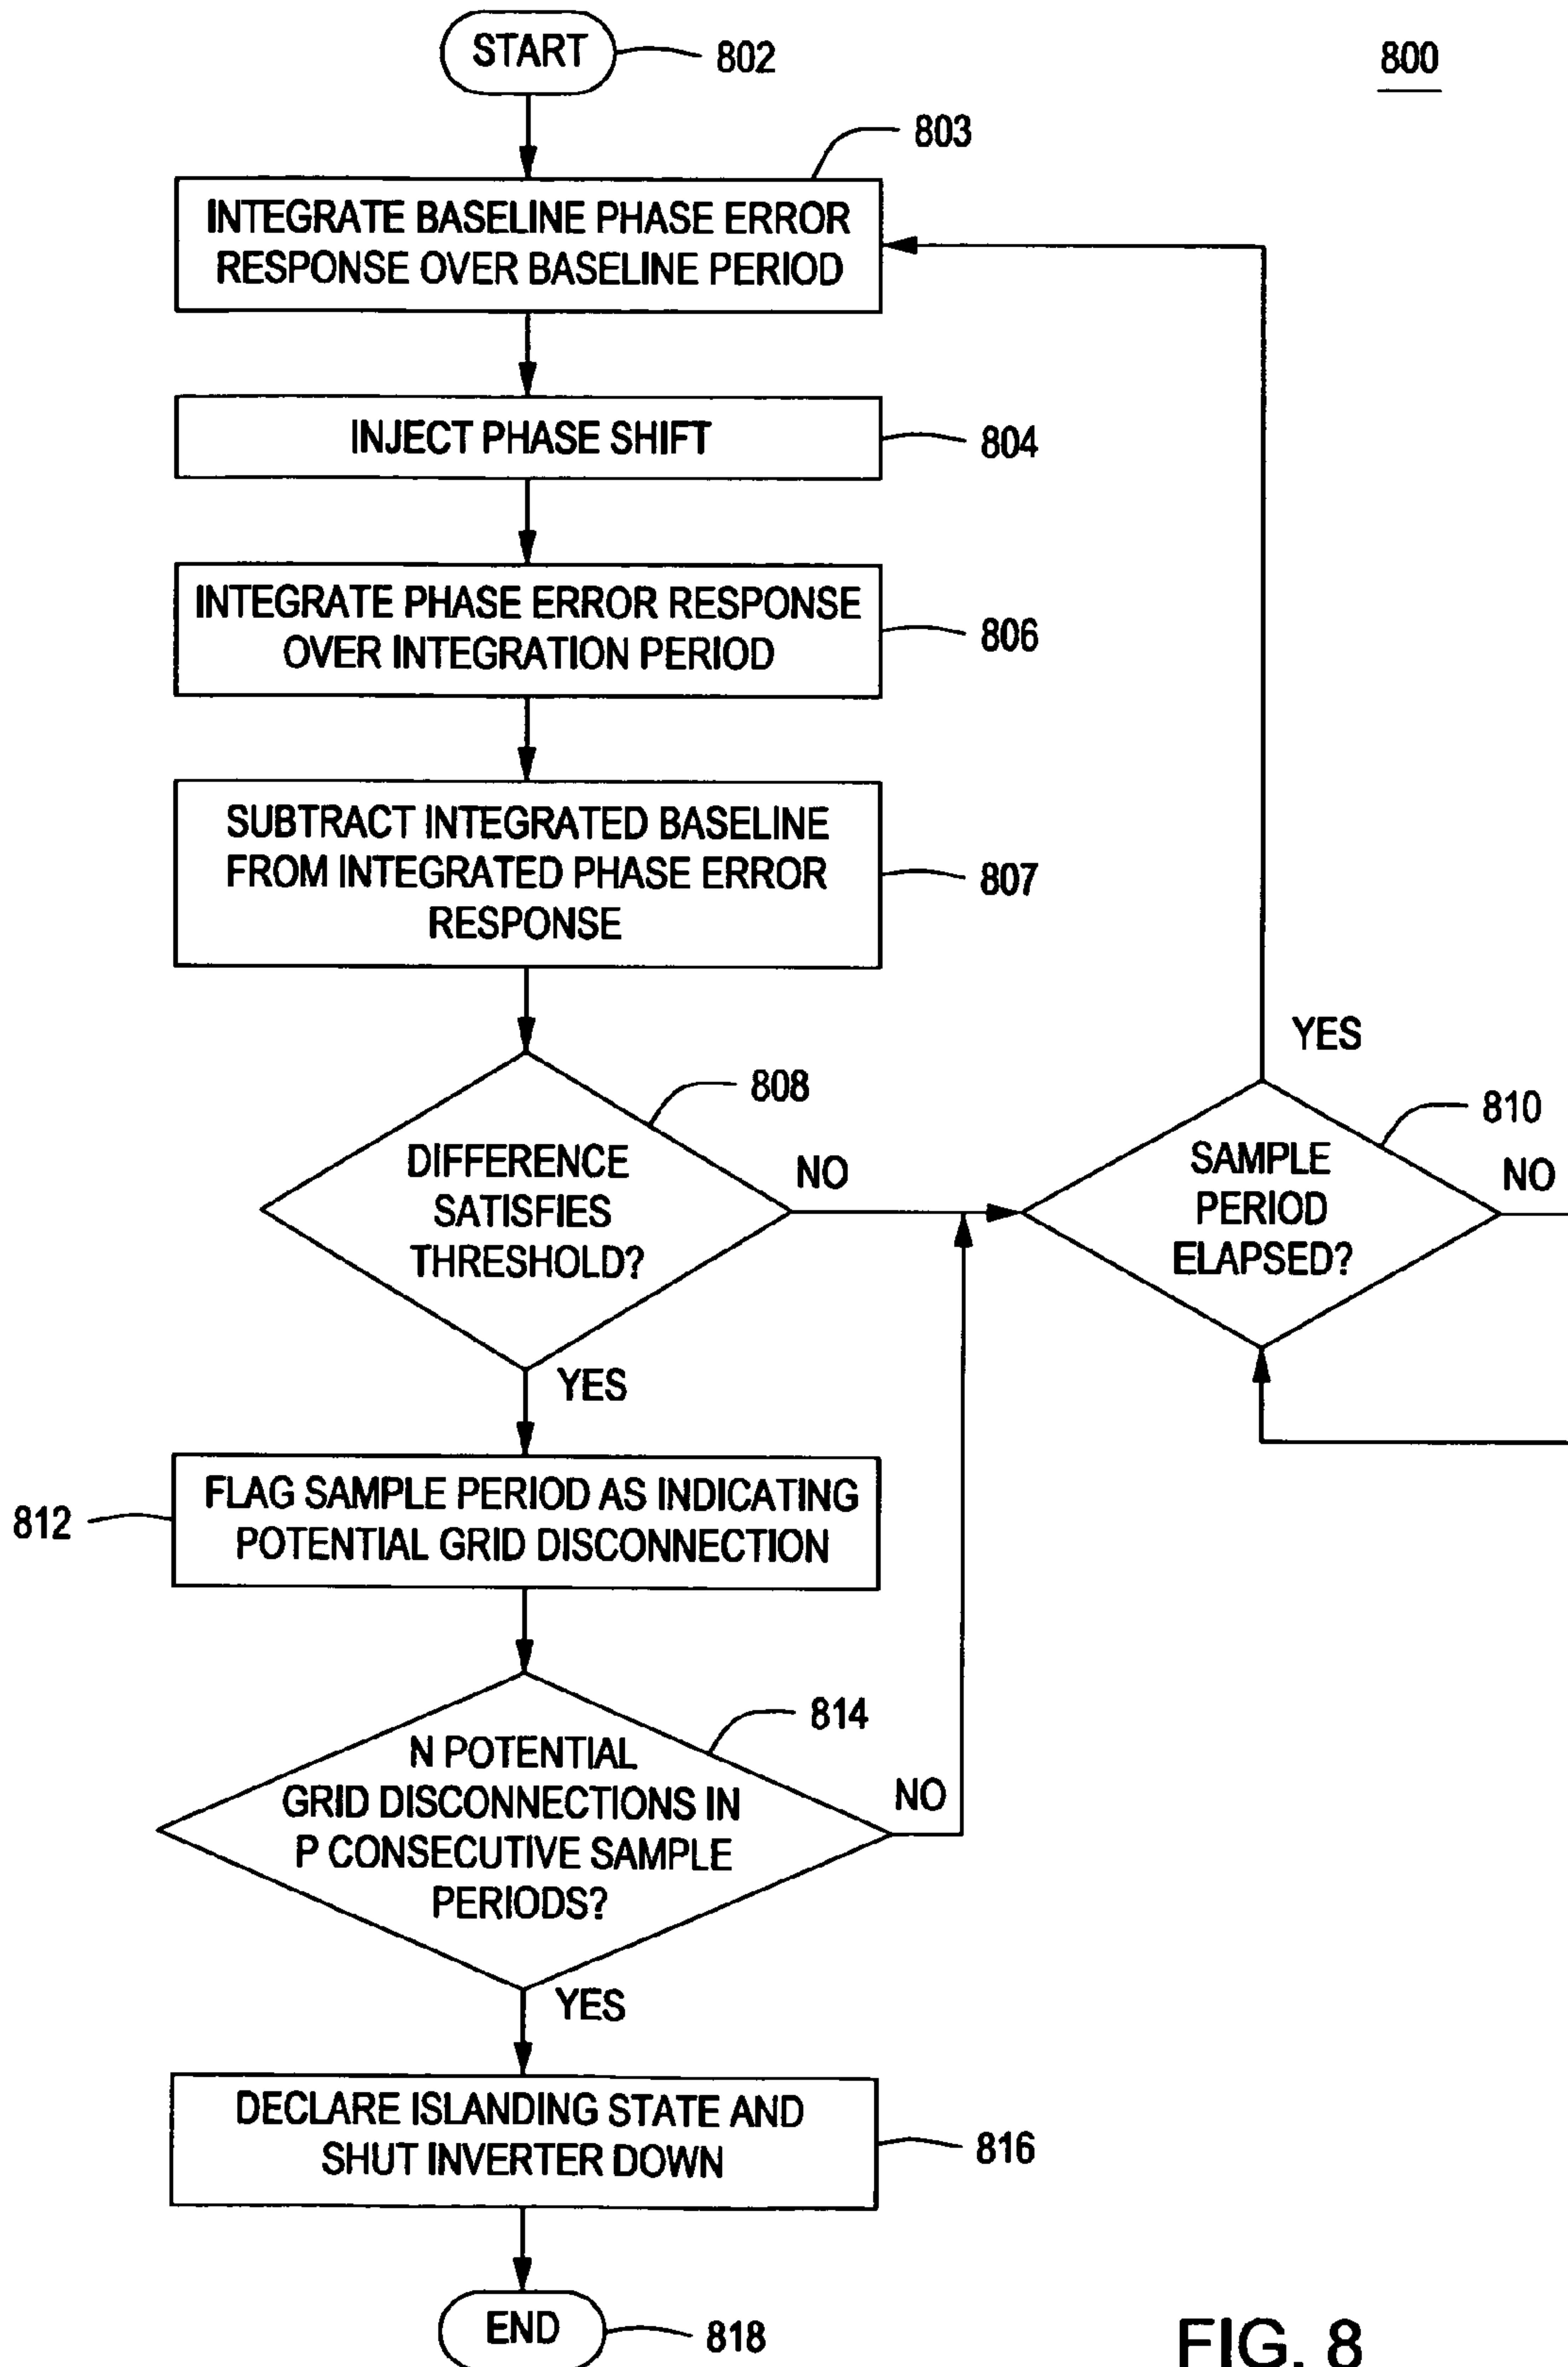 START
802
800
803
INTEGRATE BASELINE PHASE ERROR
RESPONSE OVER BASELINE PERIOD
INJECT PHASE SHIFT
804
INTEGRATE PHASE ERROR RESPONSE
OVER INTEGRATION PERIOD
806
SUBTRACT INTEGRATED BASELINE
FROM INTEGRATED PHASE ERROR
RESPONSE
807
YES
808
810
DIFFERENCE
SATISFIES
THRESHOLD?
NO
SAMPLE
PERIOD
ELAPSED?
NO
YES
FLAG SAMPLE PERIOD AS INDICATING
POTENTIAL GRID DISCONNECTION
812
814
N POTENTIAL
GRID DISCONNECTIONS IN
P CONSECUTIVE SAMPLE
PERIODS?
NO
YES
DECLARE ISLANDING STATE AND
SHUT INVERTER DOWN
816
END
818
FIG. 8